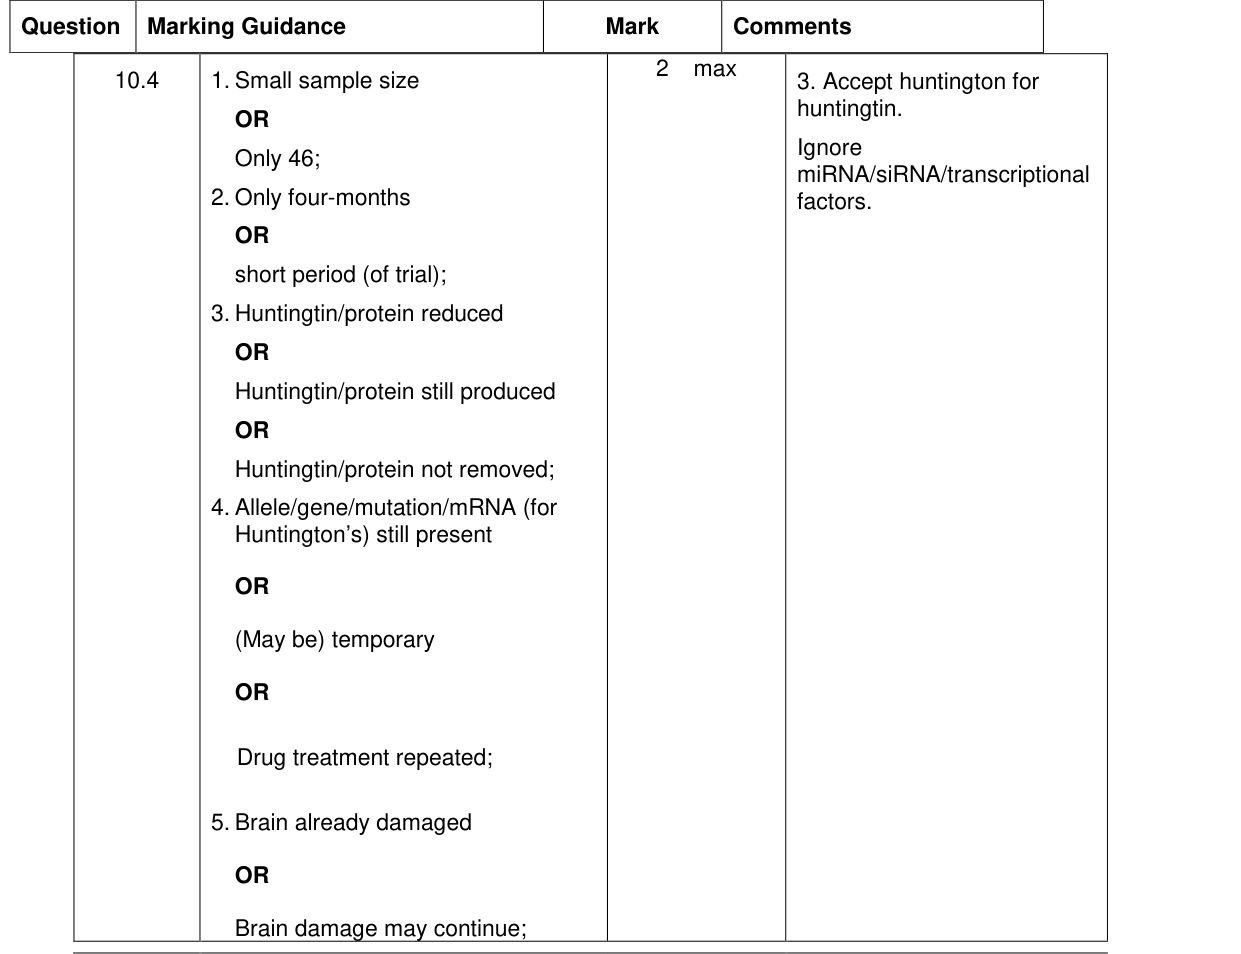 Question Marking Guidance Mark Comments
10.4
1. Small sample size
OR
Only 46;
2. Only four-months
OR
short period (of trial);
3. Huntingtin/protein reduced
OR
Huntingtin/protein still produced
OR
Huntingtin/protein not removed;
4. Allele/gene/mutation/mRNA (for
Huntington’s) still present
OR
(May be) temporary
OR
Drug treatment repeated;
5. Brain already damaged
OR
Brain damage may continue;
2 max
3. Accept huntington for
huntingtin.
Ignore
miRNA/siRNA/transcriptional
factors.